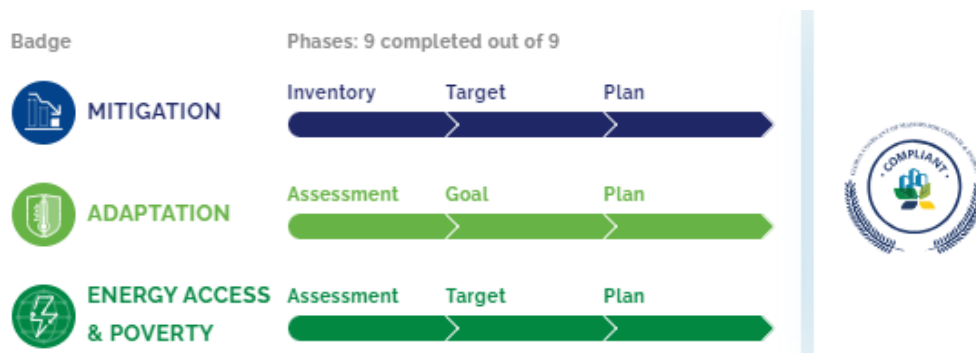 Badge
Phases: 9 completed out of 9
MITIGATION
Inventory
Target
Plan
ADAPTATION
Assessment
Goal
Plan
ENERGY ACCESS
& POVERTY
Assessment
Target
Plan
· COMPLIANT ·